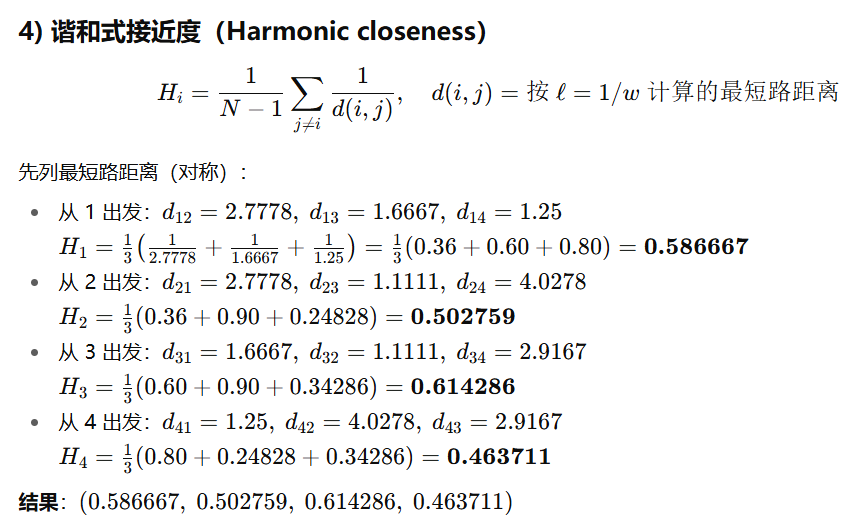 4) 谐和式接近度（Harmonic closeness）
H_i = \frac{1}{N-1} \sum_{j \neq i} \frac{1}{d(i,j)}, d(i,j) = 按 ℓ = 1/w 计算的最短路距离
先列最短路距离（对称）：
• 从 1 出发：d_{12} = 2.7778, d_{13} = 1.6667, d_{14} = 1.25
H_1 = \frac{1}{3}(\frac{1}{2.7778} + \frac{1}{1.6667} + \frac{1}{1.25}) = \frac{1}{3}(0.36 + 0.60 + 0.80) = 0.586667
• 从 2 出发：d_{21} = 2.7778, d_{23} = 1.1111, d_{24} = 4.0278
H_2 = \frac{1}{3}(0.36 + 0.90 + 0.24828) = 0.502759
• 从 3 出发：d_{31} = 1.6667, d_{32} = 1.1111, d_{34} = 2.9167
H_3 = \frac{1}{3}(0.60 + 0.90 + 0.34286) = 0.614286
• 从 4 出发：d_{41} = 1.25, d_{42} = 4.0278, d_{43} = 2.9167
H_4 = \frac{1}{3}(0.80 + 0.24828 + 0.34286) = 0.463711
结果：(0.586667, 0.502759, 0.614286, 0.463711)